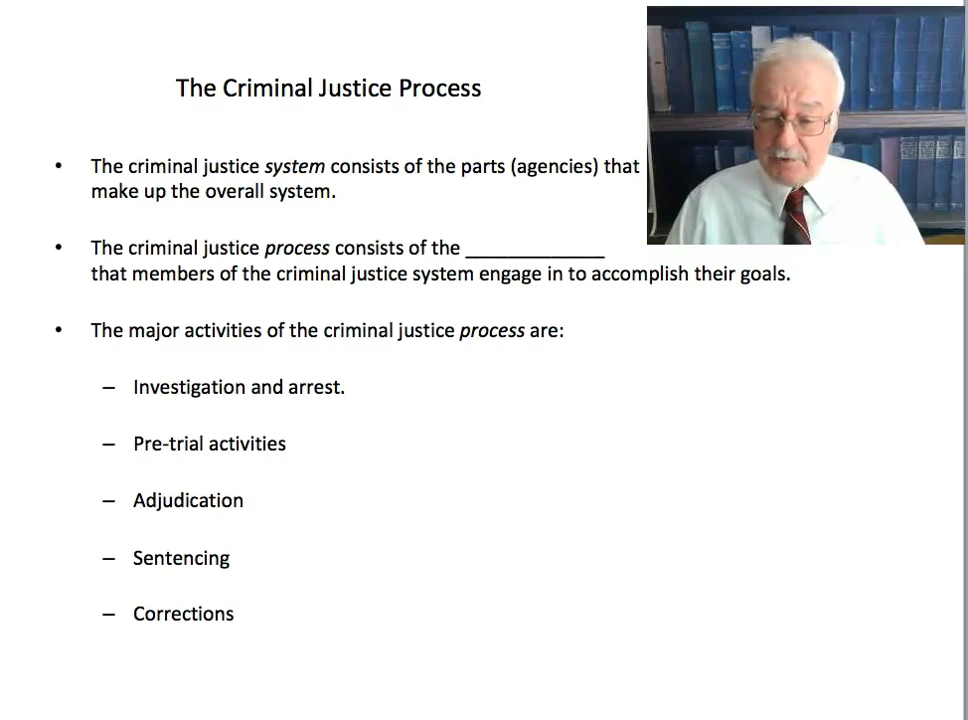 The Criminal Justice Process
• The criminal justice system consists of the parts (agencies) that
make up the overall system.
• The criminal justice process consists of the _____________
that members of the criminal justice system engage in to accomplish their goals.
• The major activities of the criminal justice process are:
– Investigation and arrest.
– Pre-trial activities
– Adjudication
– Sentencing
– Corrections